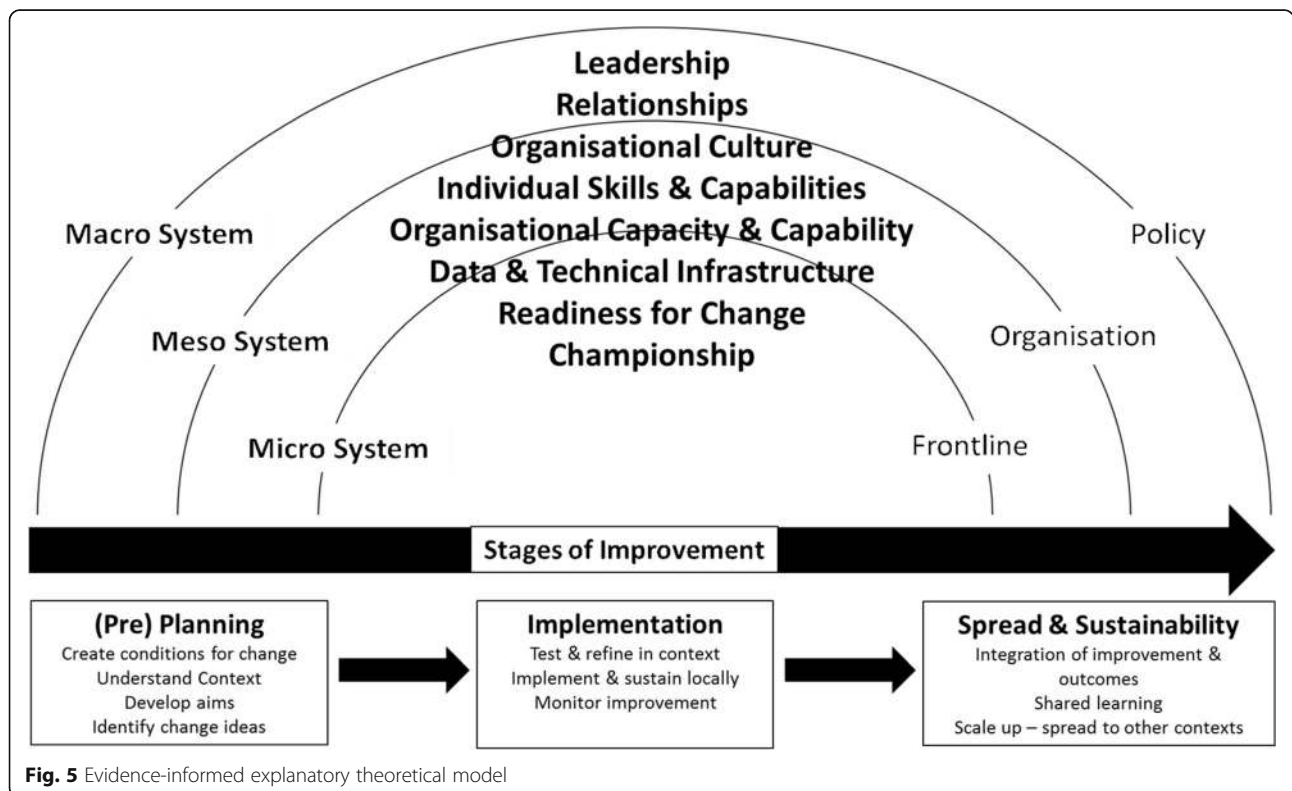 Leadership
Relationships
Organisational Culture
Individual Skills & Capabilities
Organisational Capacity & Capability
Data & Technical Infrastructure
Readiness for Change
Championship
Macro System
Policy
Meso System
Organisation
Micro System
Frontline
Stages of Improvement
(Pre) Planning
Create conditions for change
Understand Context
Develop aims
Identify change ideas
Implementation
Test & refine in context
Implement & sustain locally
Monitor improvement
Spread & Sustainability
Integration of improvement &
outcomes
Shared learning
Scale up – spread to other contexts
Fig. 5 Evidence-informed explanatory theoretical model